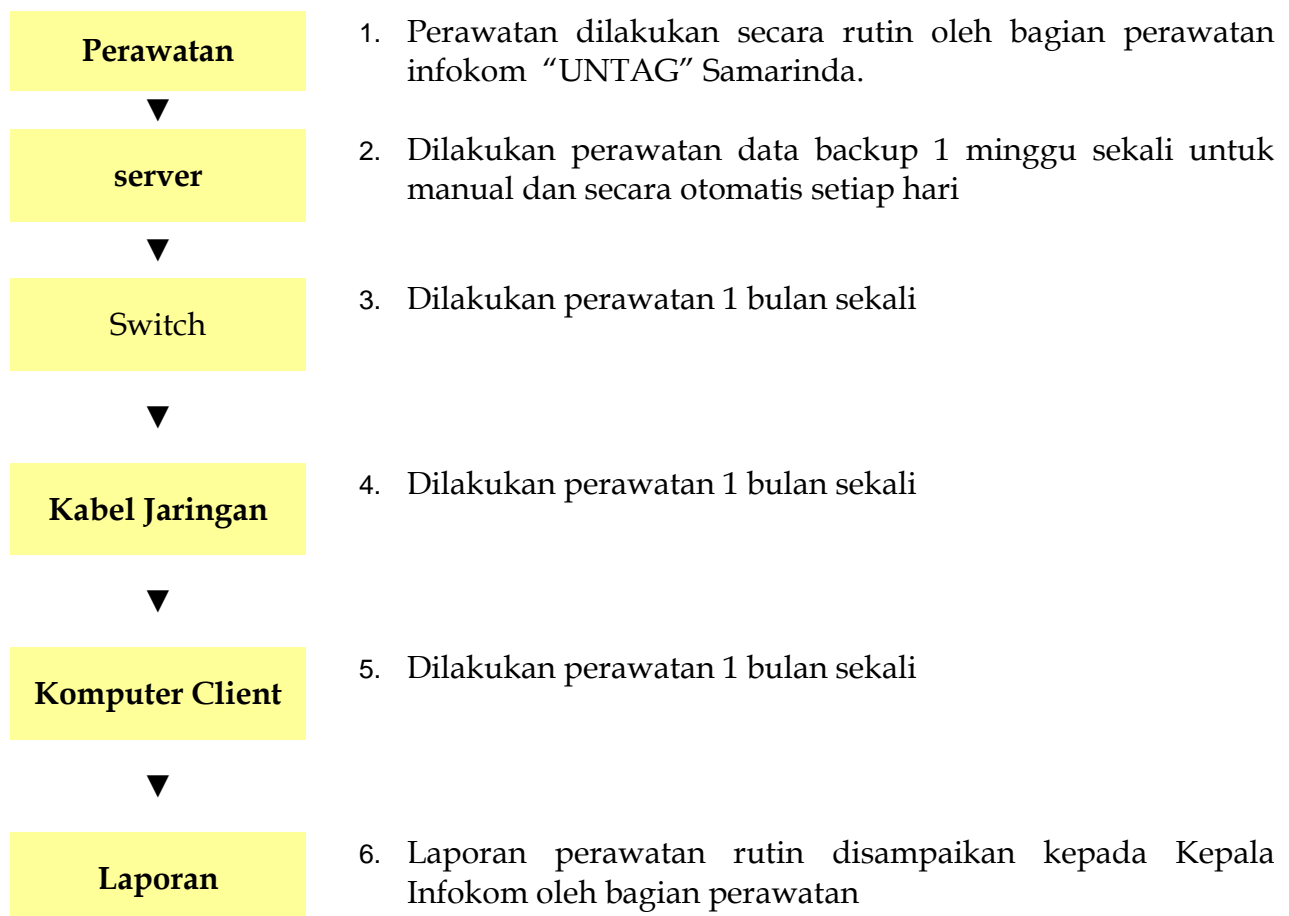 Perawatan
1. Perawatan dilakukan secara rutin oleh bagian perawatan
infokom “UNTAG” Samarinda.
▼
server
2. Dilakukan perawatan data backup 1 minggu sekali untuk
manual dan secara otomatis setiap hari
▼
Switch
3. Dilakukan perawatan 1 bulan sekali
▼
Kabel Jaringan
4. Dilakukan perawatan 1 bulan sekali
▼
Komputer Client
5. Dilakukan perawatan 1 bulan sekali
▼
Laporan
6. Laporan perawatan rutin disampaikan kepada Kepala
Infokom oleh bagian perawatan